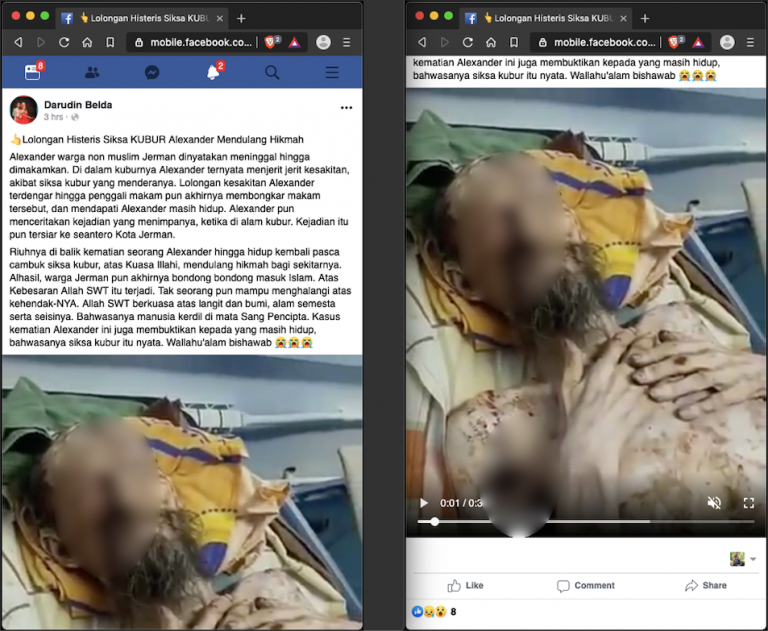 Lolongan Histeris Siksa KUBUR
mobile.facebook.co...
2
8
2
Darudin Belda
3 hrs ·
👆Lolongan Histeris Siksa KUBUR Alexander Mendulang Hikmah
Alexander warga non muslim Jerman dinyatakan meninggal hingga
dimakamkan. Di dalam kuburnya Alexander ternyata menjerit jerit kesakitan,
akibat siksa kubur yang menderanya. Lolongan kesakitan Alexander
terdengar hingga penggali makam pun akhirnya membongkar makam
tersebut, dan mendapati Alexander masih hidup. Alexander pun
menceritakan kejadian yang menimpanya, ketika di alam kubur. Kejadian itu
pun tersiar ke seantero Kota Jerman.
Riuhnya di balik kematian seorang Alexander hingga hidup kembali pasca
cambuk siksa kubur, atas Kuasa Illahi, mendulang hikmah bagi sekitarnya.
Alhasil, warga Jerman pun akhirnya bondong bondong masuk Islam. Atas
Kebesaran Allah SWT itu terjadi. Tak seorang pun mampu menghalangi atas
kehendak-NYA. Allah SWT berkuasa atas langit dan bumi, alam semesta
serta seisinya. Bahwasanya manusia kerdil di mata Sang Pencipta. Kasus
kematian Alexander ini juga membuktikan kepada yang masih hidup,
bahwasanya siksa kubur itu nyata. Wallahu'alam bishawab 😭😭😭
Lolongan Histeris Siksa KUBUR
mobile.facebook.co...
2
kematian Alexander ini juga membuktikan kepada yang masih hidup,
bahwasanya siksa kubur itu nyata. Wallahu'alam bishawab 😭😭😭
0:01 / 0:3
Like
Comment
Share
8